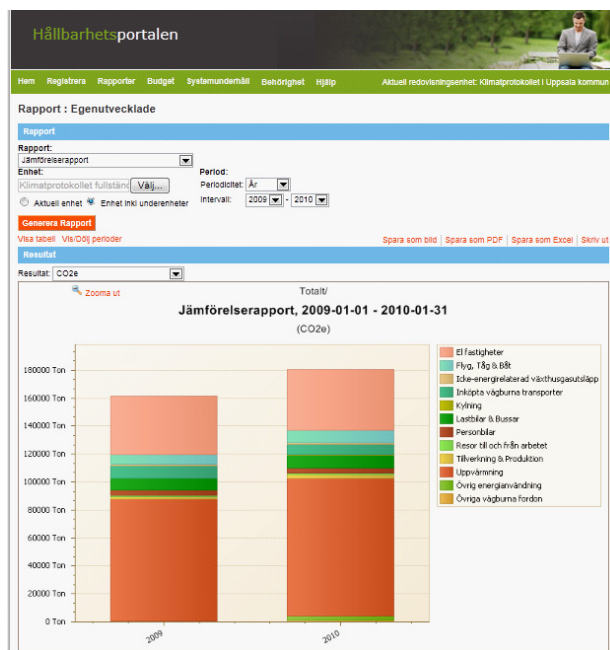 Hållbarhetsportalen
Hem Registrera Rapporter Budget Systemunderhåll Behörighet Hjälp Aktuell redovisningsenhet: Klimatprotokollet i Uppsala kommun
Rapport : Egenutvecklade
Rapport
Rapport:
Jämförelserapport
Enhet: Period:
Klimatprotokollet fullständ Välj... Periodicitet: År
Aktuell enhet Enhet inkl underenheter Intervall: 2009 - 2010
Generera Rapport
Visa tabell Vis/Dölj perioder Spara som bild | Spara som PDF | Spara som Excel | Skriv ut
Resultat
Resultat: CO2e
Zooma ut Totalt/
Jämförelserapport, 2009-01-01 - 2010-01-31
(CO2e)
El fastigheter
Flyg, Tåg & Båt
Icke-energirelaterad växthusgasutsläpp
Inköpta vägburna transporter
Kylning
Lastbilar & Bussar
Personbilar
Resor till och från arbetet
Tillverkning & Produktion
Uppvärmning
Övrig energianvändning
Övriga vägburna fordon
180000 Ton
160000 Ton
140000 Ton
120000 Ton
100000 Ton
80000 Ton
60000 Ton
40000 Ton
20000 Ton
0 Ton
2009 2010